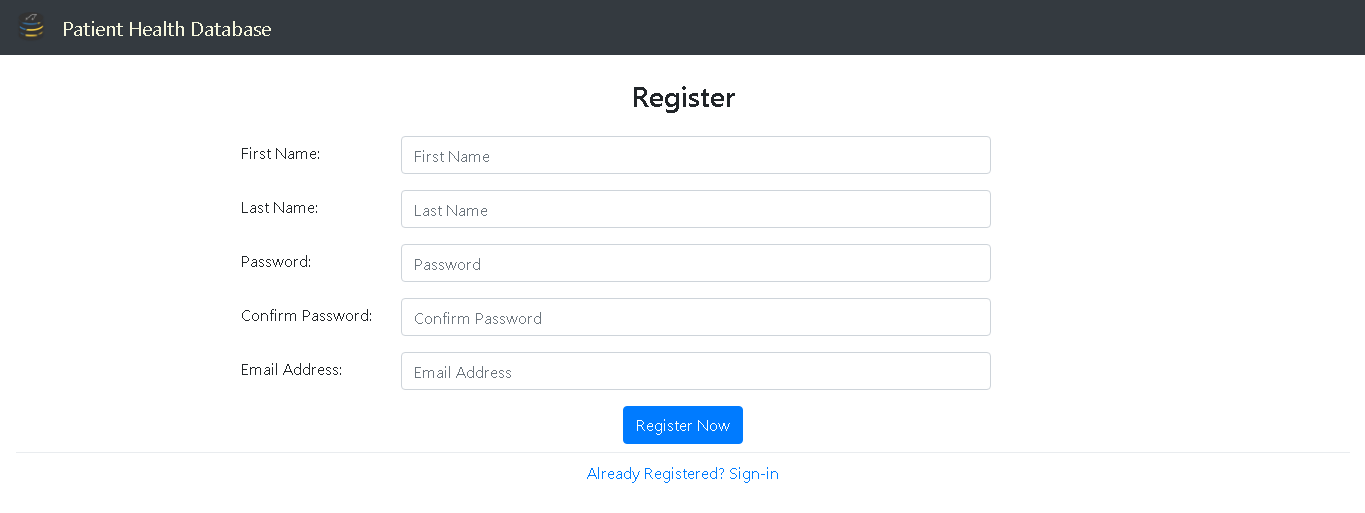 Patient Health Database
Register
First Name: First Name
Last Name: Last Name
Password: Password
Confirm Password: Confirm Password
Email Address: Email Address
Register Now
Already Registered? Sign-in